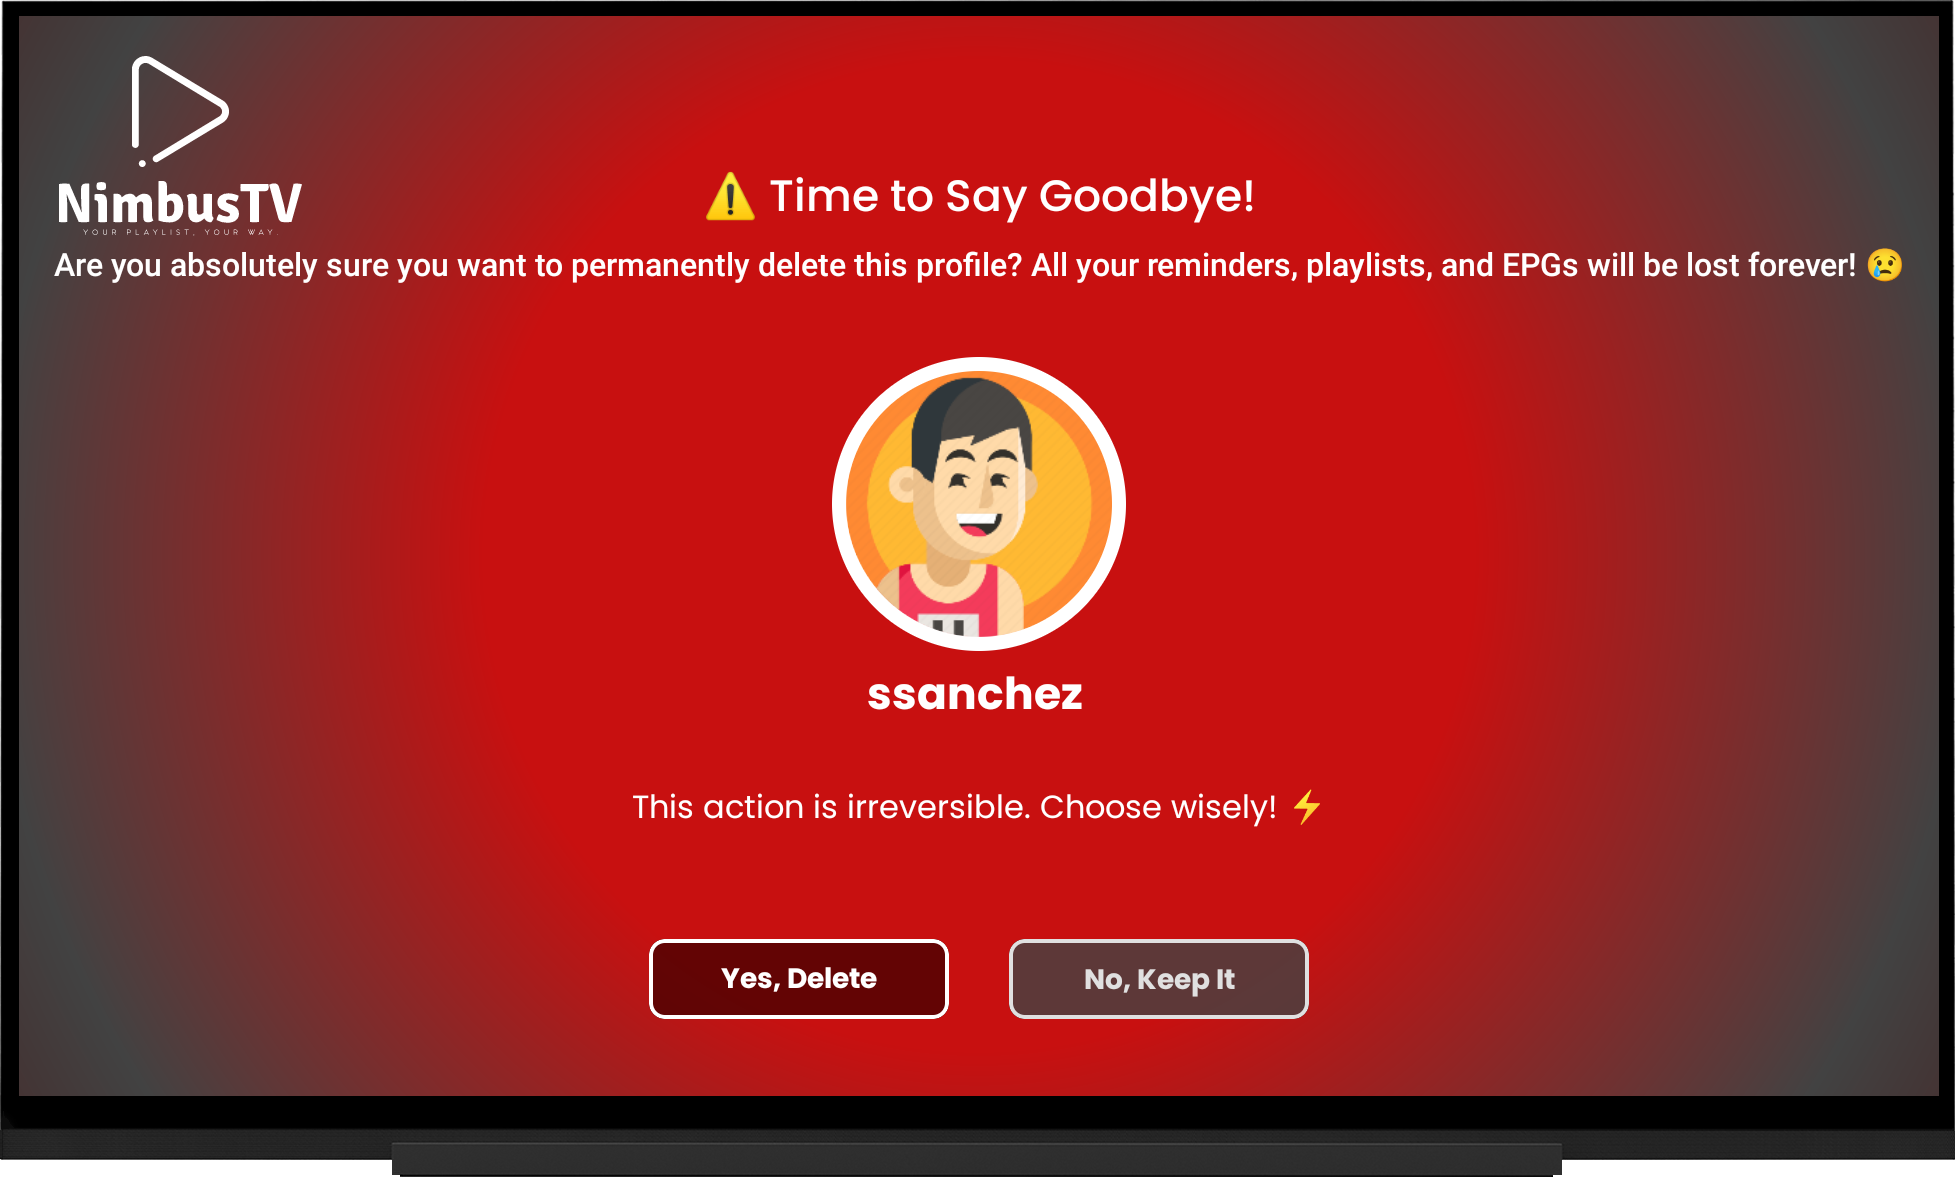 NimbusTV
YOUR PLAYLIST, YOUR WAY.
⚠️ Time to Say Goodbye!
Are you absolutely sure you want to permanently delete this profile? All your reminders, playlists, and EPGs will be lost forever! 😢
ssanchez
This action is irreversible. Choose wisely! ⚡
Yes, Delete
No, Keep It